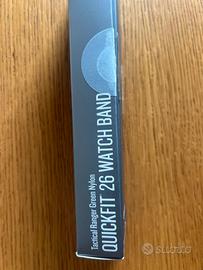 Tactical Ranger Green Nylon
QUICKFIT® 26 WATCH BAND
SUBITO